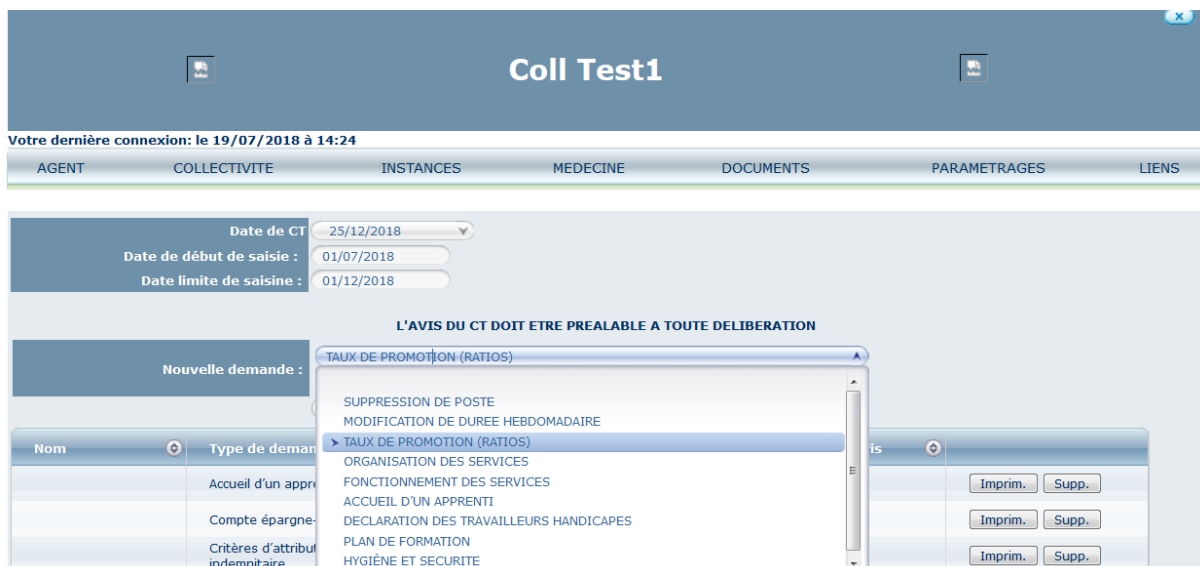 Coll Test1
Votre dernière connexion: le 19/07/2018 à 14:24
AGENT COLLECTIVITE INSTANCES MEDECINE DOCUMENTS PARAMETRAGES LIENS
Date de CT 25/12/2018
Date de début de saisie : 01/07/2018
Date limite de saisine : 01/12/2018
L'AVIS DU CT DOIT ETRE PREALABLE A TOUTE DELIBERATION
Nouvelle demande : TAUX DE PROMOTION (RATIOS)
SUPPRESSION DE POSTE
MODIFICATION DE DUREE HEBDOMADAIRE
TAUX DE PROMOTION (RATIOS)
ORGANISATION DES SERVICES
FONCTIONNEMENT DES SERVICES
ACCUEIL D'UN APPRENTI
DECLARATION DES TRAVAILLEURS HANDICAPES
PLAN DE FORMATION
HYGIÈNE ET SECURITE
Nom Type de deman is
Accueil d'un appre Imprim. Supp.
Compte épargne- Imprim. Supp.
Critères d'attribut
indemnitaire Imprim. Supp.